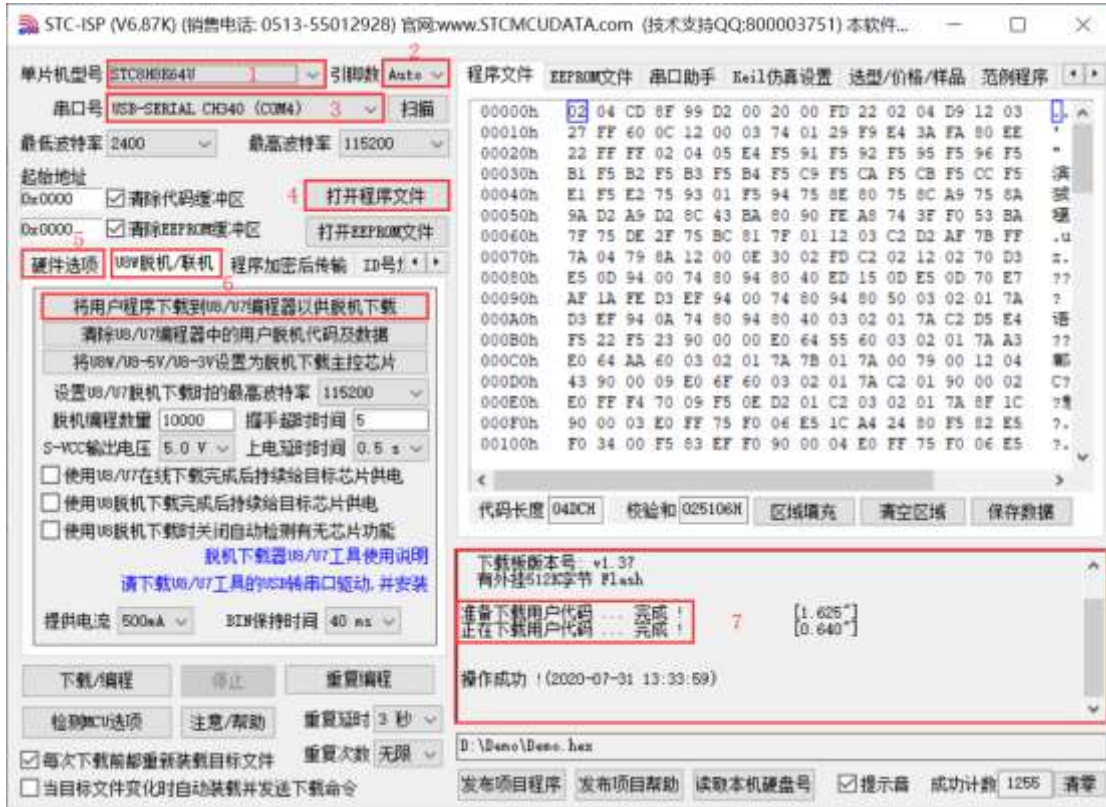 STC-ISP (V6.87K) (销售电话: 0513-55012928) 官网:www.STCMCUDATA.com (技术支持QQ:800003751) 本软件...
2
单片机型号 STC8H8K64U 1 引脚数 Auto
串口号 USB-SERIAL CH340 (COM4) 3 扫描
最低波特率 2400 最高波特率 115200
起始地址
0x0000 清除代码缓冲区 4 打开程序文件
0x0000 清除EEPROM缓冲区 打开EEPROM文件
5
硬件选项 U8W脱机/联机 程序加密后传输 ID号
6
将用户程序下载到U8/U7编程器以供脱机下载
清除U8/U7编程器中的用户脱机代码及数据
将U8W/U8-5V/U8-3V设置为脱机下载主控芯片
设置U8/U7脱机下载时的最高波特率 115200
脱机编程数量 10000 握手超时时间 5
S-VCC输出电压 5.0 V 上电延时时间 0.5 s
使用U8/U7在线下载完成后持续给目标芯片供电
使用U8脱机下载完成后持续给目标芯片供电
使用U8脱机下载时关闭自动检测有无芯片功能
脱机下载器U8/U7工具使用说明
请下载U8/U7工具的USB转串口驱动,并安装
提供电流 500mA BIN保持时间 40 ms
下载/编程 停止 重复编程
检测MCU选项 注意/帮助 重复延时 3 秒
每次下载前都重新装载目标文件 重复次数 无限
当目标文件变化时自动装载并发送下载命令
程序文件 EEPROM文件 串口助手 Keil仿真设置 选型/价格/样品 范例程序
00000h 02 04 CD 8F 99 D2 00 20 00 FD 22 02 04 D9 12 03
00010h 27 FF 60 0C 12 00 03 74 01 29 F9 E4 3A FA 80 EE
00020h 22 FF FF 02 04 05 E4 F5 91 F5 92 F5 95 F5 96 F5
00030h B1 F5 B2 F5 B3 F5 B4 F5 C9 F5 CA F5 CB F5 CC F5
00040h E1 F5 E2 75 93 01 F5 94 75 8E 80 75 8C A9 75 8A
00050h 9A D2 A9 D2 8C 43 BA 80 90 FE A8 74 3F F0 53 BA
00060h 7F 75 DE 2F 75 BC 81 7F 01 12 03 C2 D2 AF 7B FF .u
00070h 7A 04 79 8A 12 00 0E 30 02 FD C2 02 12 02 70 D3 z.
00080h E5 0D 94 00 74 80 94 80 40 ED 15 0D E5 0D 70 E7 ??
00090h AF 1A FE D3 EF 94 00 74 80 94 80 50 03 02 01 7A ?
000A0h D3 EF 94 0A 74 80 94 80 40 03 02 01 7A C2 D5 E4 语
000B0h F5 22 F5 23 90 00 00 E0 64 55 60 03 02 01 7A A3 ??
000C0h E0 64 AA 60 03 02 01 7A 7B 01 7A 00 79 00 12 04
000D0h 43 90 00 09 E0 6F 60 03 02 01 7A C2 01 90 00 02 C?
000E0h E0 FF F4 70 09 F5 0E D2 01 C2 03 02 01 7A 8F 1C
000F0h 90 00 03 E0 FF 75 F0 06 E5 1C A4 24 80 F5 82 E5 ?.
00100h F0 34 00 F5 83 EF F0 90 00 04 E0 FF 75 F0 06 E5 ?.
代码长度 04DCH 校验和 025106H 区域填充 清空区域 保存数据
下载板版本号: v1.37
有外挂512K字节 Flash
准备下载用户代码 ... 完成 ! [1.625"]
正在下载用户代码 ... 完成 ! 7 [0.640"]
操作成功 !(2020-07-31 13:33:59)
D:\Demo\Demo.hex
发布项目程序 发布项目帮助 读取本机硬盘号 提示音 成功计数 1255 清零